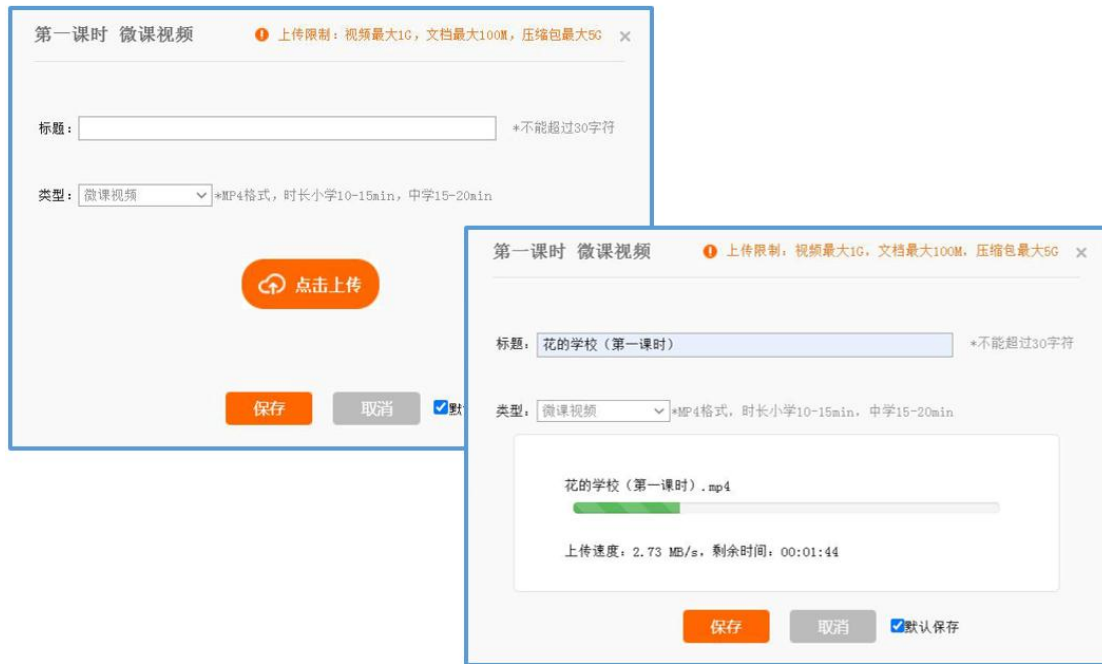 第一课时 微课视频
上传限制：视频最大1G，文档最大100M，压缩包最大5G
标题：
*不能超过30字符
类型：微课视频 *MP4格式，时长小学10-15min，中学15-20min
点击上传
保存 取消 默
第一课时 微课视频
上传限制：视频最大1G，文档最大100M，压缩包最大5G
标题：花的学校（第一课时）
*不能超过30字符
类型：微课视频 *MP4格式，时长小学10-15min，中学15-20min
花的学校（第一课时）.mp4
上传速度：2.73 MB/s，剩余时间：00:01:44
保存 取消 默认保存